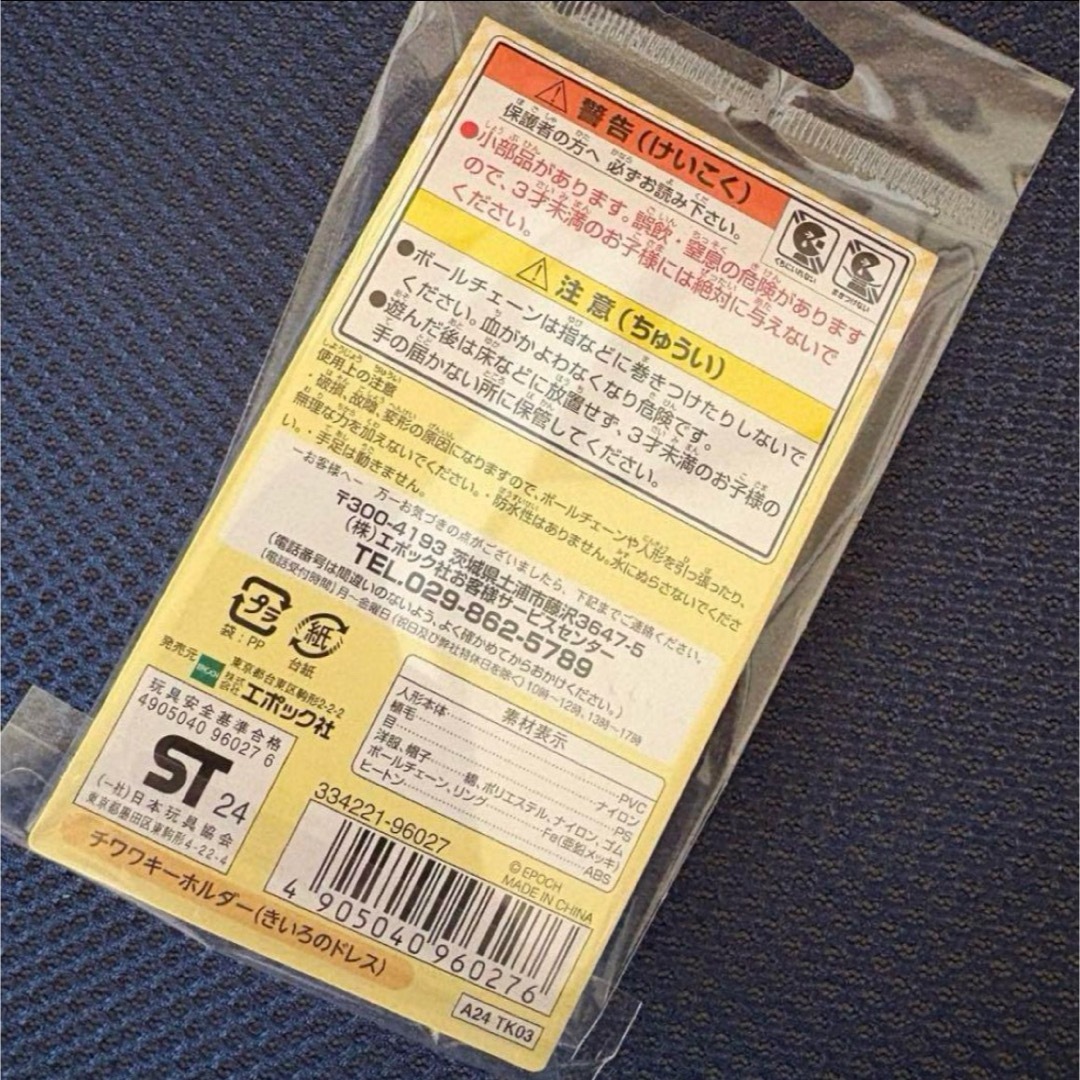 警告(けいこく)
保護者の方へ 必ずお読み下さい。
●小部品があります。誤飲・窒息の危険があります
ので、3才未満のお子様には絶対に与えないで
ください。
くちにいれない
まきつけない
注意(ちゅうい)
●ボールチェーンは指などに巻きつけたりしないで
ください。血がかよわなくなり危険です。
●遊んだ後は床などに放置せず、3才未満のお子様の
手の届かない所に保管してください。
使用上の注意
・破損、故障、変形の原因になりますので、ボールチェーンや人形を引っ張ったり、
無理な力を加えないでください。・防水性はありません。水にぬらさないでくださ
い。・手足は動きません。
ーお客様へー 万一お気づきの点がございましたら、下記までご連絡ください。
〒300-4193 茨城県土浦市藤沢3647-5
(株)エポック社お客様サービスセンター
TEL.029-862-5789
(電話番号は間違いのないよう、よく確かめてからおかけください。)
[電話受付時間]月~金曜日(祝日及び弊社特休日を除く)10時~12時、13時~17時
プラ
袋:PP
紙
台紙
発売元
EPOCH
東京都台東区駒形2-2-2
株式会社エポック社
素材表示
人形本体 PVC
植毛 ナイロン
目 PS
洋服、帽子 綿、ポリエステル、ナイロン、ゴム
ボールチェーン、リング Fe(亜鉛メッキ)
ヒートン ABS
玩具安全基準合格
4905040 96027 6
ST 24
(一社)日本玩具協会
東京都墨田区東駒形4-22-4
334221-96027
©EPOCH
MADE IN CHINA
4 905040 960276
チワワキーホルダー(きいろのドレス)
A24 TK03